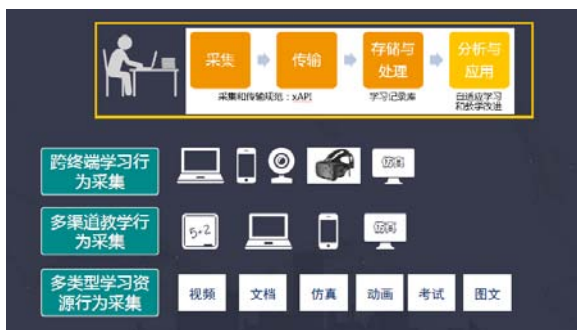 采集
传输
存储与
处理
分析与
应用
采集和传输规范：xAPI
学习记录库
自适应学习
和教学改进
跨终端学习行
为采集
多渠道教学行
为采集
5+2
多类型学习资
源行为采集
视频
文档
仿真
动画
考试
图文